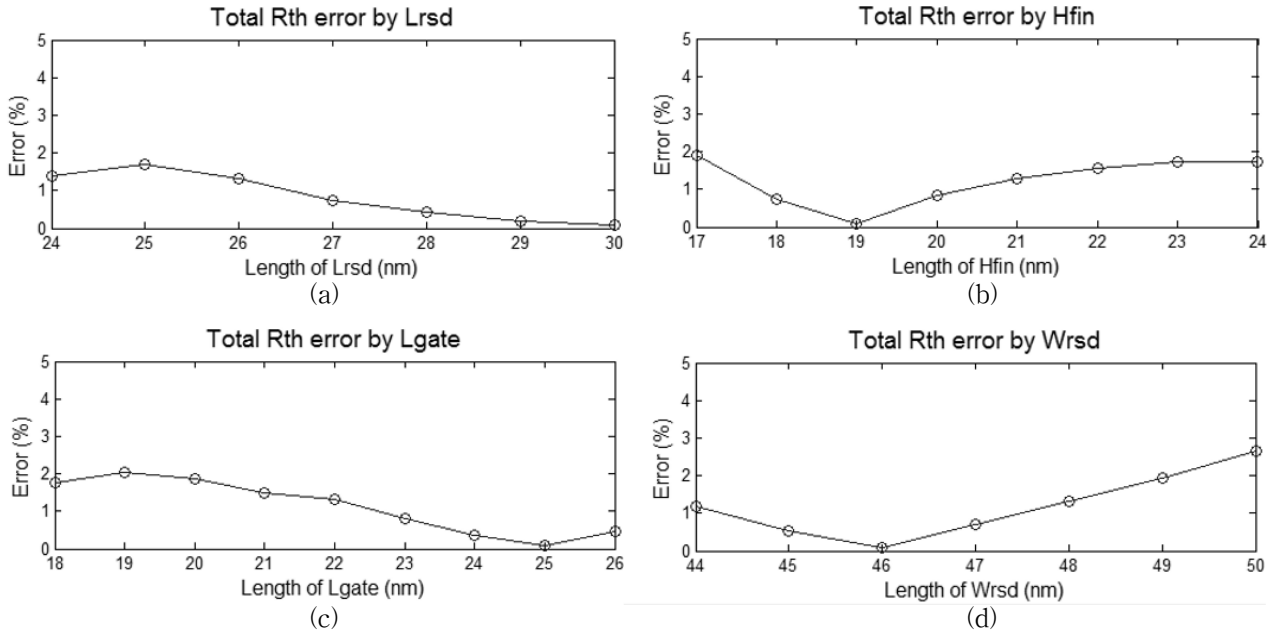 Total Rth error by Lrsd
5
4
3
2
1
0
Error (%)
24 25 26 27 28 29 30
Length of Lrsd (nm)
(a)
Total Rth error by Hfin
5
4
3
2
1
0
Error (%)
17 18 19 20 21 22 23 24
Length of Hfin (nm)
(b)
Total Rth error by Lgate
5
4
3
2
1
0
Error (%)
18 19 20 21 22 23 24 25 26
Length of Lgate (nm)
(c)
Total Rth error by Wrsd
5
4
3
2
1
0
Error (%)
44 45 46 47 48 49 50
Length of Wrsd (nm)
(d)